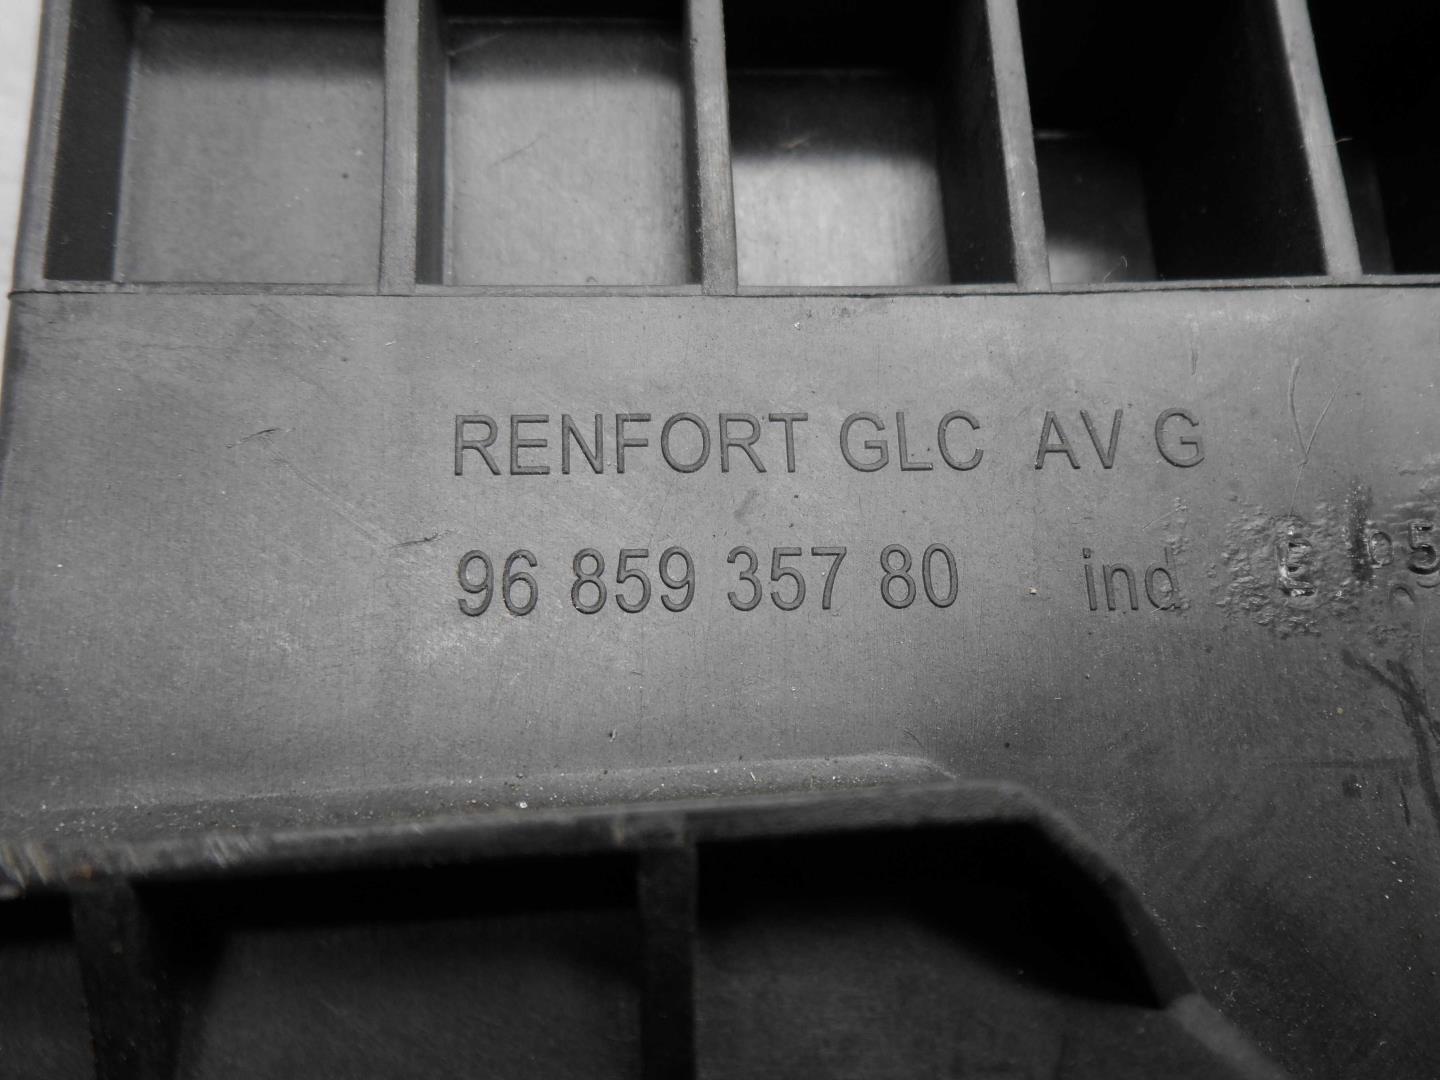 RENFORT GLC AV G
96 859 357 80 ind E